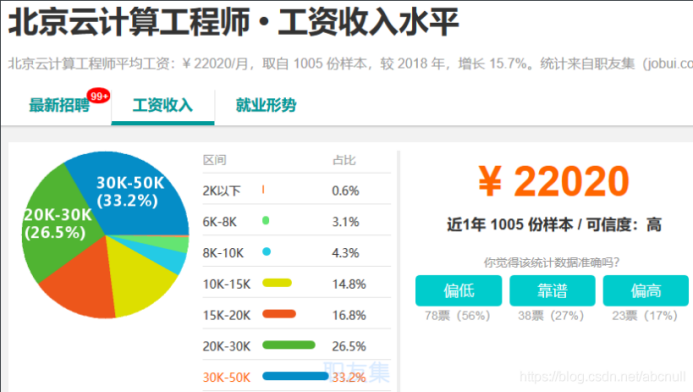 北京云计算工程师 • 工资收入水平
北京云计算工程师平均工资：¥ 22020/月，取自 1005 份样本，较 2018 年，增长 15.7%。统计来自职友集（jobui.co
最新招聘 99+ 工资收入 就业形势
30K-50K
(33.2%)
20K-30K
(26.5%)
区间 占比
2K以下 0.6%
6K-8K 3.1%
8K-10K 4.3%
10K-15K 14.8%
15K-20K 16.8%
20K-30K 26.5%
30K-50K 33.2%
职友集
¥ 22020
近1年 1005 份样本 / 可信度：高
你觉得该统计数据准确吗？
偏低 靠谱 偏高
78票（56%） 38票（27%） 23票（17%）
https://blog.csdn.net/abcnull